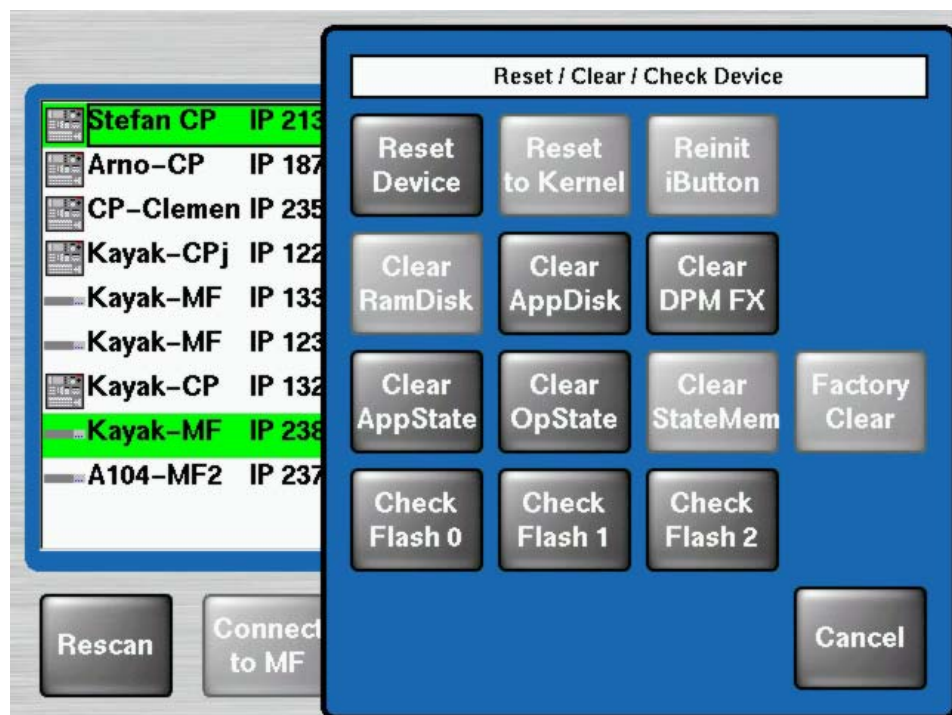 Reset / Clear / Check Device
Stefan CP IP 213
Arno-CP IP 187
CP-Clemen IP 235
Kayak-CPj IP 122
Kayak-MF IP 133
Kayak-MF IP 123
Kayak-CP IP 132
Kayak-MF IP 238
A104-MF2 IP 237
Reset
Device
Reset
to Kernel
Reinit
iButton
Clear
RamDisk
Clear
AppDisk
Clear
DPM FX
Clear
AppState
Clear
OpState
Clear
StateMem
Factory
Clear
Check
Flash 0
Check
Flash 1
Check
Flash 2
Rescan
Connect
to MF
Cancel